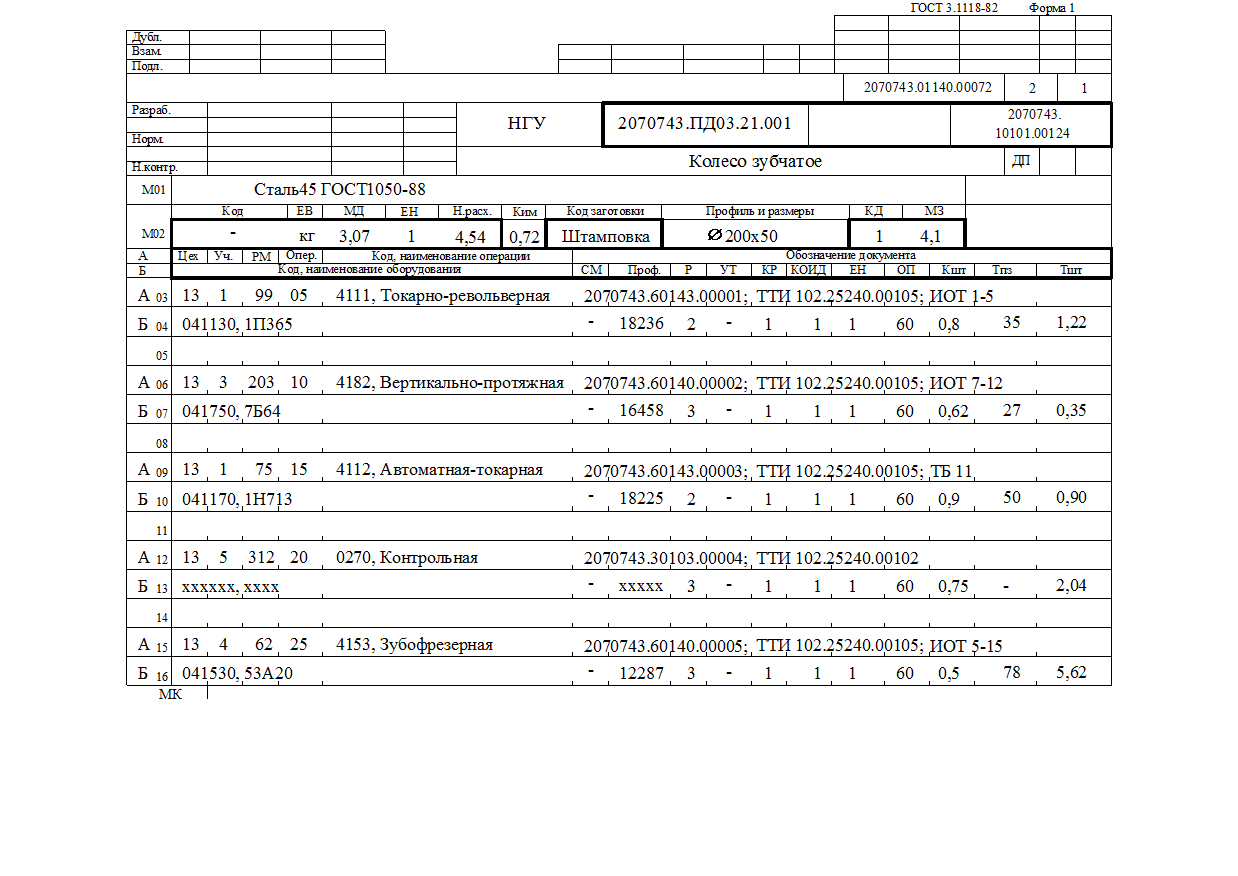 ГОСТ 3.1118-82 Форма 1
Дубл.
Взам.
Подл.
2070743.01140.00072 2 1
Разраб.
НГУ 2070743.ПД03.21.001 2070743.
10101.00124
Норм.
Колесо зубчатое ДП
Н.контр.
М01 Сталь45 ГОСТ1050-88
Код ЕВ МД ЕН Н.расх. Ким Код заготовки Профиль и размеры КД МЗ
М02 - кг 3,07 1 4,54 0,72 Штамповка Ø200х50 1 4,1
А Цех Уч. РМ Опер. Код, наименование операции Обозначение документа
Б Код, наименование оборудования СМ Проф. Р УТ КР КОИД ЕН ОП Кшт Тпз Тшт
А 03 13 1 99 05 4111, Токарно-револьверная 2070743.60143.00001; ТТИ 102.25240.00105; ИОТ 1-5
Б 04 041130, 1П365 - 18236 2 - 1 1 1 60 0,8 35 1,22
05
А 06 13 3 203 10 4182, Вертикально-протяжная 2070743.60140.00002; ТТИ 102.25240.00105; ИОТ 7-12
Б 07 041750, 7Б64 - 16458 3 - 1 1 1 60 0,62 27 0,35
08
А 09 13 1 75 15 4112, Автоматная-токарная 2070743.60143.00003; ТТИ 102.25240.00105; ТБ 11
Б 10 041170, 1Н713 - 18225 2 - 1 1 1 60 0,9 50 0,90
11
А 12 13 5 312 20 0270, Контрольная 2070743.30103.00004; ТТИ 102.25240.00102
Б 13 хххххх, хххх - ххххх 3 - 1 1 1 60 0,75 - 2,04
14
А 15 13 4 62 25 4153, Зубофрезерная 2070743.60140.00005; ТТИ 102.25240.00105; ИОТ 5-15
Б 16 041530, 53А20 - 12287 3 - 1 1 1 60 0,5 78 5,62
МК